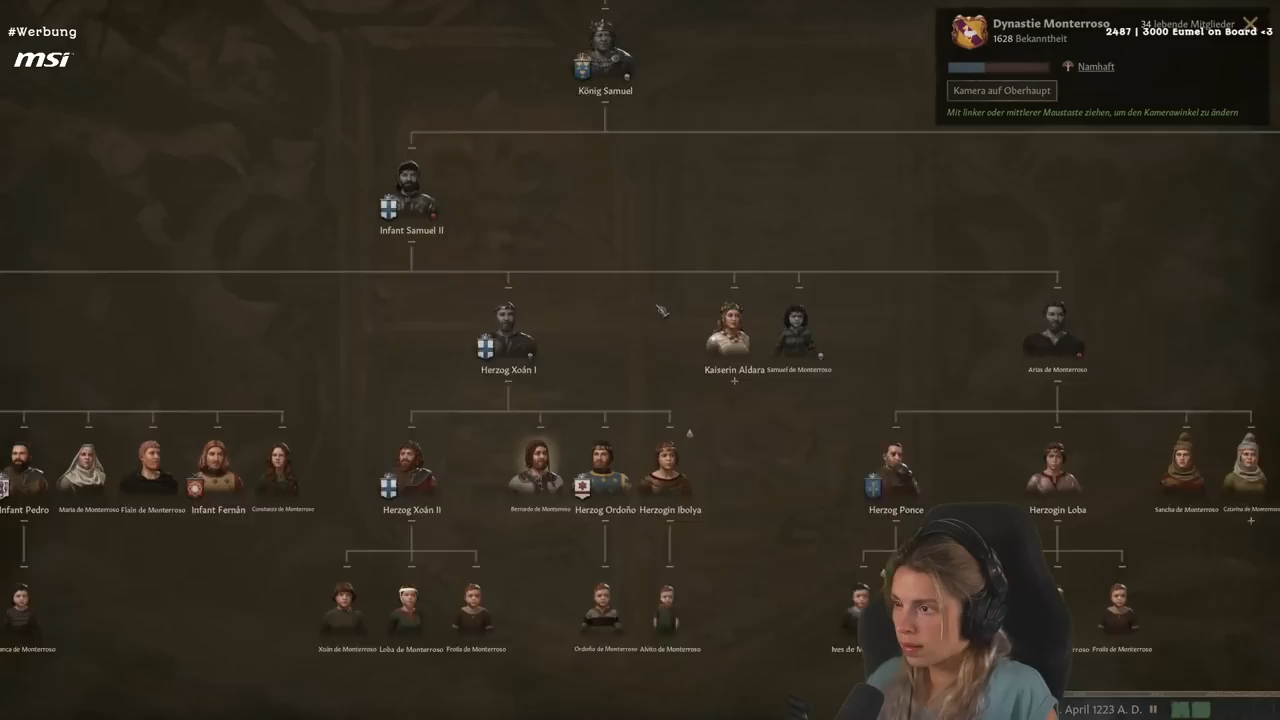 #Werbung
msi
Dynastie Monterroso
34 lebende Mitglieder
1628 Bekanntheit
2487 | 3000 Eumel on Board <3
Namhaft
Kamera auf Oberhaupt
Mit linker oder mittlerer Maustaste ziehen, um den Kamerawinkel zu ändern
König Samuel
Infant Samuel II
Herzog Xoán I
Kaiserin Aldara
Samuel de Monterroso
Arias de Monterroso
Infant Pedro
Maria de Monterroso
Flaín de Monterroso
Infant Fernán
Constanza de Monterroso
Herzog Xoán II
Bernardo de Monterroso
Herzog Ordoño
Herzogin Ibolya
Herzog Ponce
Herzogin Loba
Sancha de Monterroso
Catarina de Monterroso
de Monterroso
Xoán de Monterroso
Loba de Monterroso
Froila de Monterroso
Ordoño de Monterroso
Alvito de Monterroso
Ives de M
Froila de Monterroso
. April 1223 A. D.